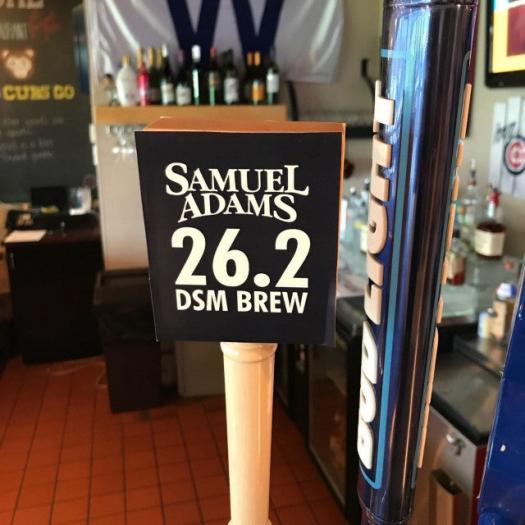 SAMUEL
ADAMS
26.2
DSM BREW
BUD LIGHT
CUBS GO